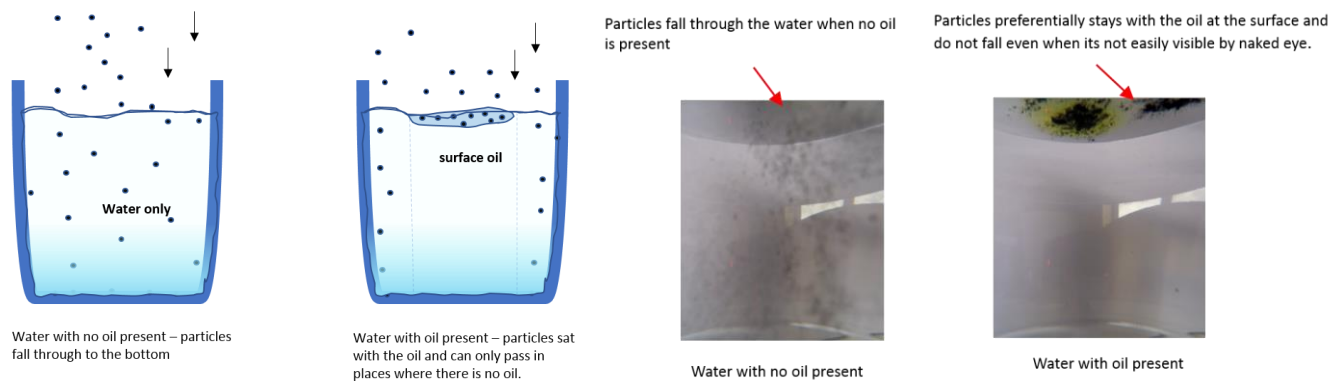 Water only
Water with no oil present – particles
fall through to the bottom
surface oil
Water with oil present – particles sat
with the oil and can only pass in
places where there is no oil.
Particles fall through the water when no oil
is present
Water with no oil present
Particles preferentially stays with the oil at the surface and
do not fall even when its not easily visible by naked eye.
Water with oil present